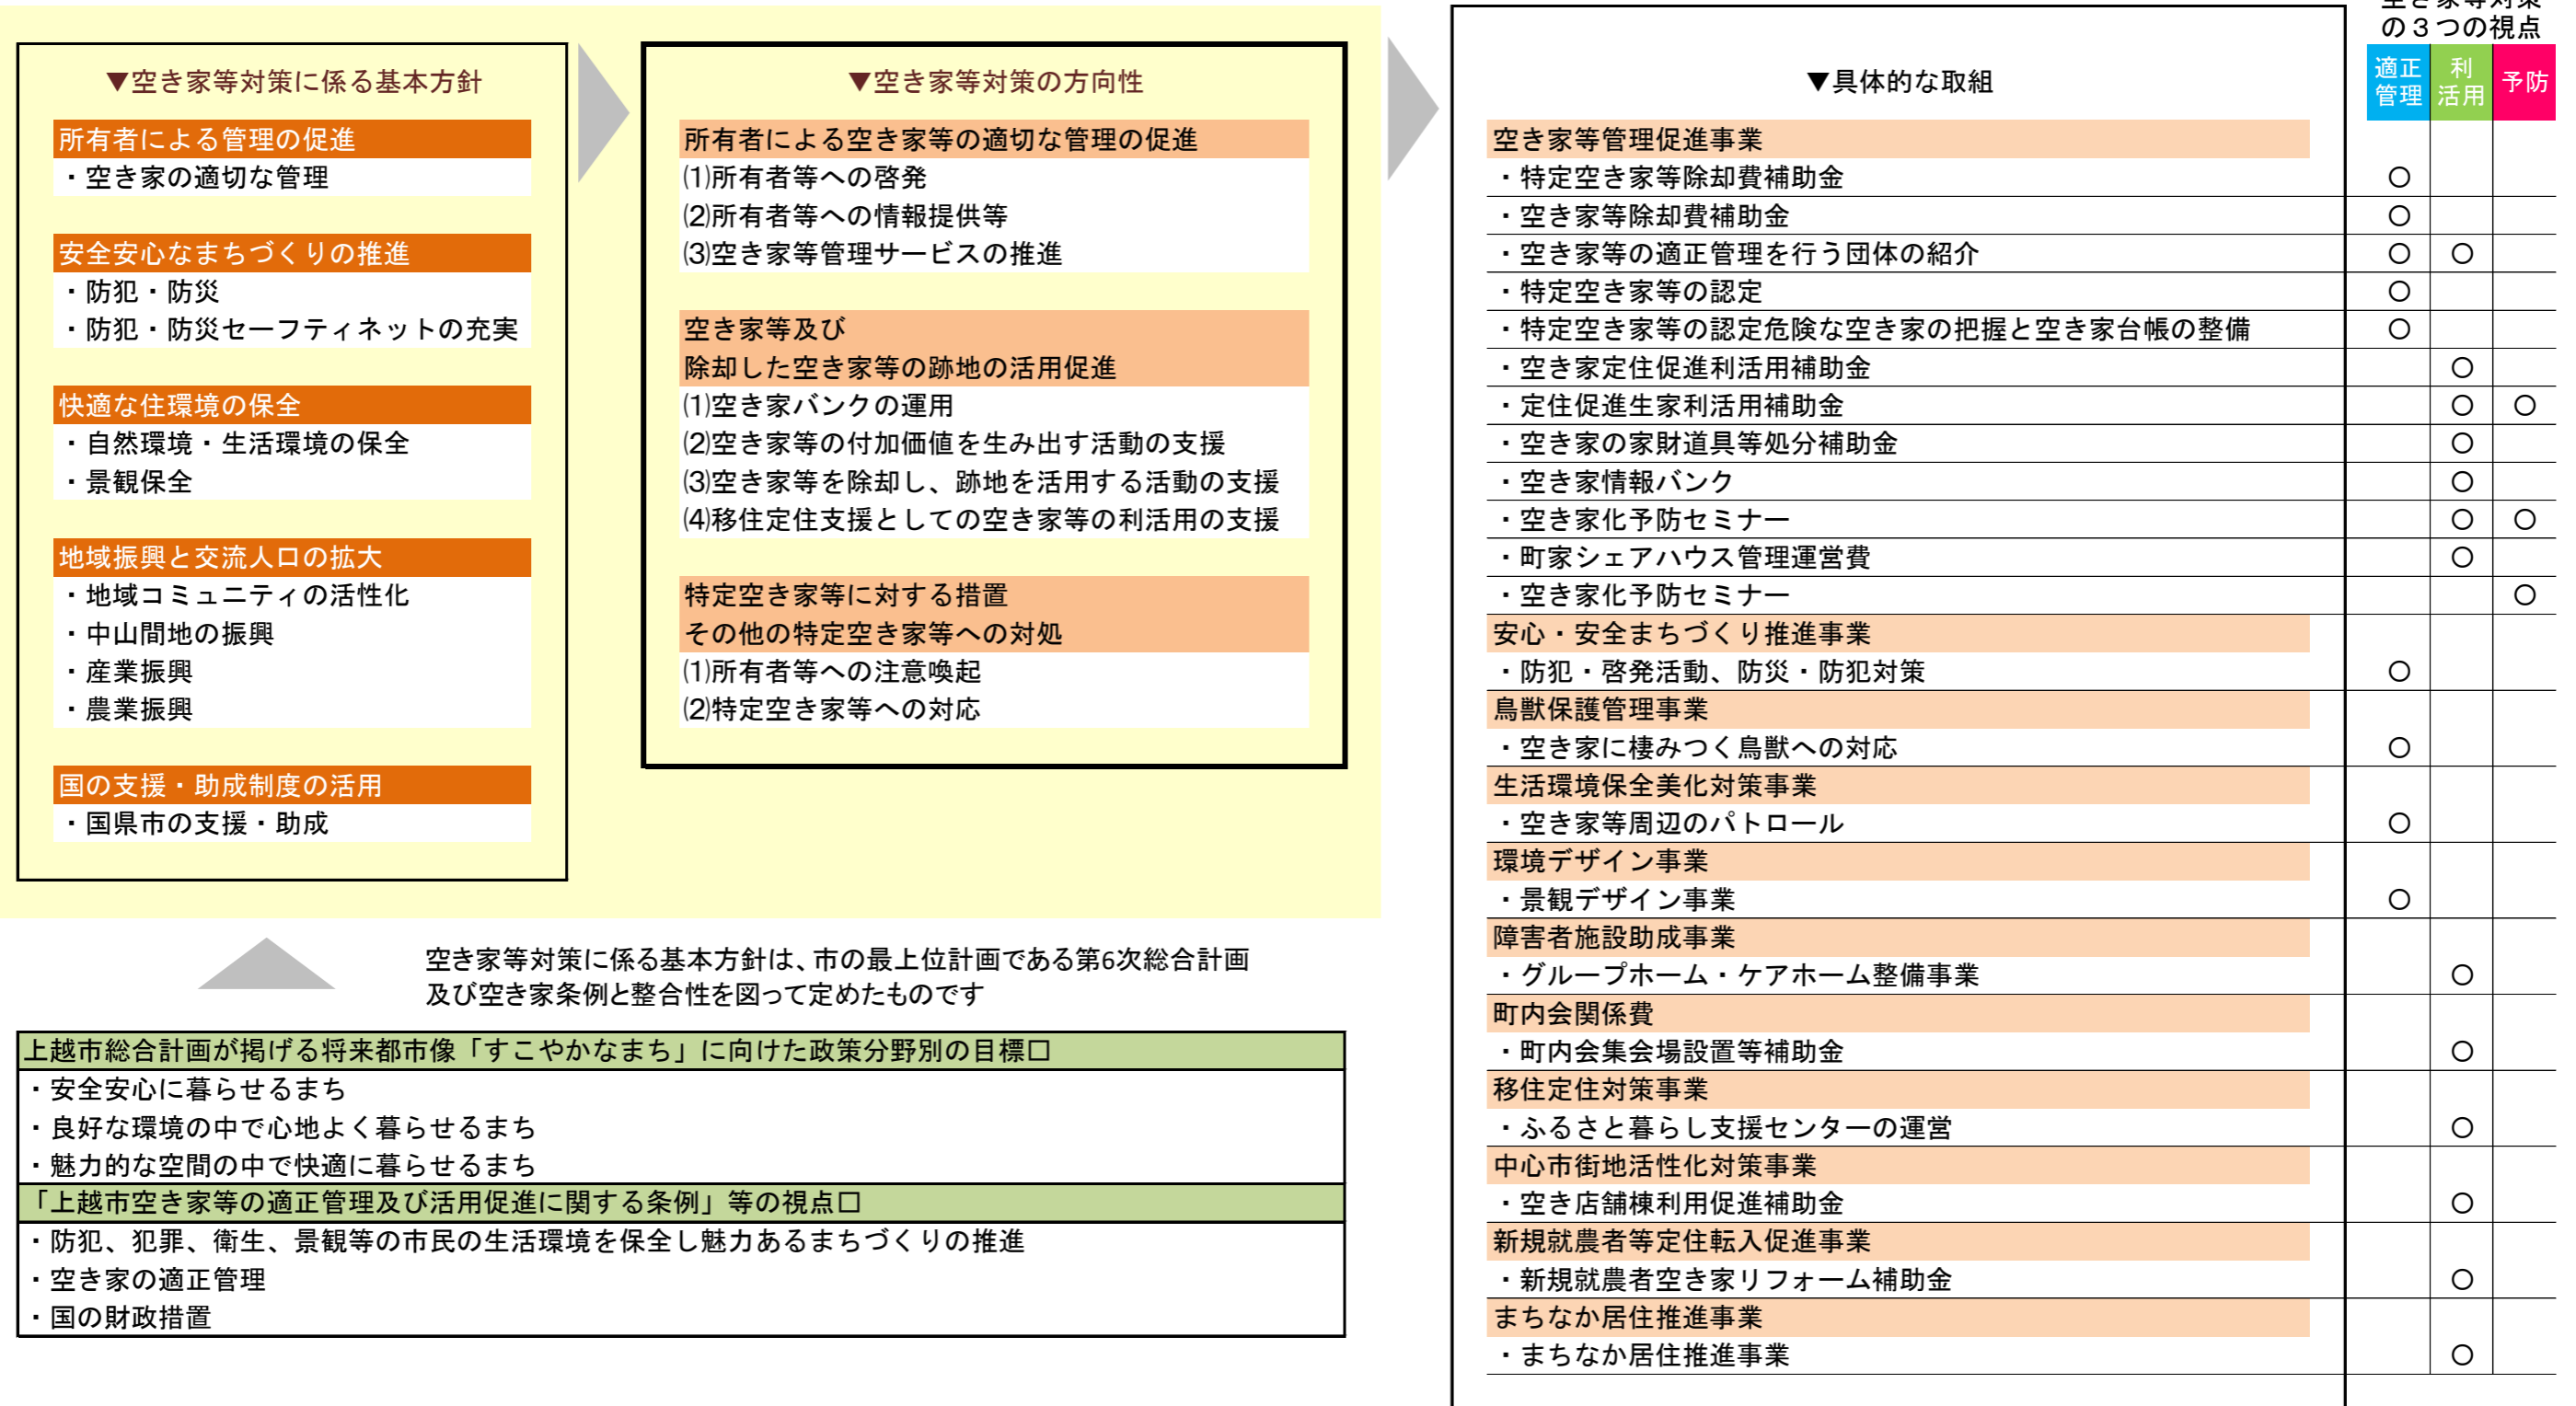 ▼空き家等対策に係る基本方針
所有者による管理の促進
・空き家の適切な管理
安全安心なまちづくりの推進
・防犯・防災
・防犯・防災セーフティネットの充実
快適な住環境の保全
・自然環境・生活環境の保全
・景観保全
地域振興と交流人口の拡大
・地域コミュニティの活性化
・中山間地の振興
・産業振興
・農業振興
国の支援・助成制度の活用
・国県市の支援・助成
▼空き家等対策の方向性
所有者による空き家等の適切な管理の促進
⑴所有者等への啓発
⑵所有者等への情報提供等
⑶空き家等管理サービスの推進
空き家等及び
除却した空き家等の跡地の活用促進
⑴空き家バンクの運用
⑵空き家等の付加価値を生み出す活動の支援
⑶空き家等を除却し、跡地を活用する活動の支援
⑷移住定住支援としての空き家等の利活用の支援
特定空き家等に対する措置
その他の特定空き家等への対処
⑴所有者等への注意喚起
⑵特定空き家等への対応
空き家等対策に係る基本方針は、市の最上位計画である第6次総合計画
及び空き家条例と整合性を図って定めたものです
上越市総合計画が掲げる将来都市像「すこやかなまち」に向けた政策分野別の目標□
・安全安心に暮らせるまち
・良好な環境の中で心地よく暮らせるまち
・魅力的な空間の中で快適に暮らせるまち
「上越市空き家等の適正管理及び活用促進に関する条例」等の視点□
・防犯、犯罪、衛生、景観等の市民の生活環境を保全し魅力あるまちづくりの推進
・空き家の適正管理
・国の財政措置
空き家等対策
の３つの視点
▼具体的な取組
適正
管理
利
活用
予防
空き家等管理促進事業
・特定空き家等除却費補助金 ○
・空き家等除却費補助金 ○
・空き家等の適正管理を行う団体の紹介 ○ ○
・特定空き家等の認定 ○
・特定空き家等の認定危険な空き家の把握と空き家台帳の整備 ○
・空き家定住促進利活用補助金 ○
・定住促進生家利活用補助金 ○ ○
・空き家の家財道具等処分補助金 ○
・空き家情報バンク ○
・空き家化予防セミナー ○ ○
・町家シェアハウス管理運営費 ○
・空き家化予防セミナー ○
安心・安全まちづくり推進事業
・防犯・啓発活動、防災・防犯対策 ○
鳥獣保護管理事業
・空き家に棲みつく鳥獣への対応 ○
生活環境保全美化対策事業
・空き家等周辺のパトロール ○
環境デザイン事業
・景観デザイン事業 ○
障害者施設助成事業
・グループホーム・ケアホーム整備事業 ○
町内会関係費
・町内会集会場設置等補助金 ○
移住定住対策事業
・ふるさと暮らし支援センターの運営 ○
中心市街地活性化対策事業
・空き店舗棟利用促進補助金 ○
新規就農者等定住転入促進事業
・新規就農者空き家リフォーム補助金 ○
まちなか居住推進事業
・まちなか居住推進事業 ○